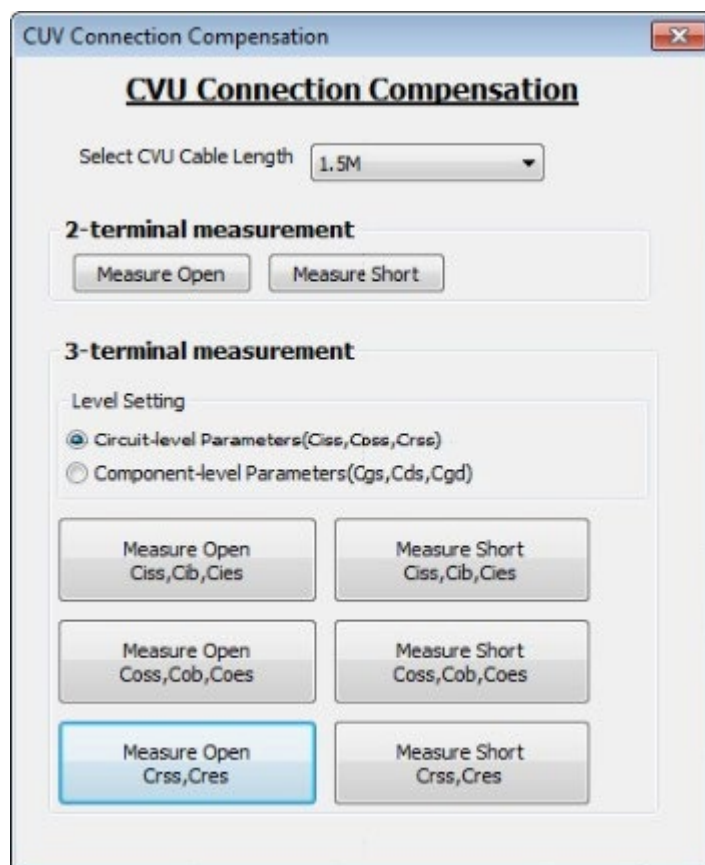 CUV Connection Compensation
CVU Connection Compensation
Select CVU Cable Length 1.5M
2-terminal measurement
Measure Open Measure Short
3-terminal measurement
Level Setting
Circuit-level Parameters(Ciss,Coss,Crss)
Component-level Parameters(Cgs,Cds,Cgd)
Measure Open Measure Short
Ciss,Cib,Cies Ciss,Cib,Cies
Measure Open Measure Short
Coss,Cob,Coes Coss,Cob,Coes
Measure Open Measure Short
Crss,Cres Crss,Cres